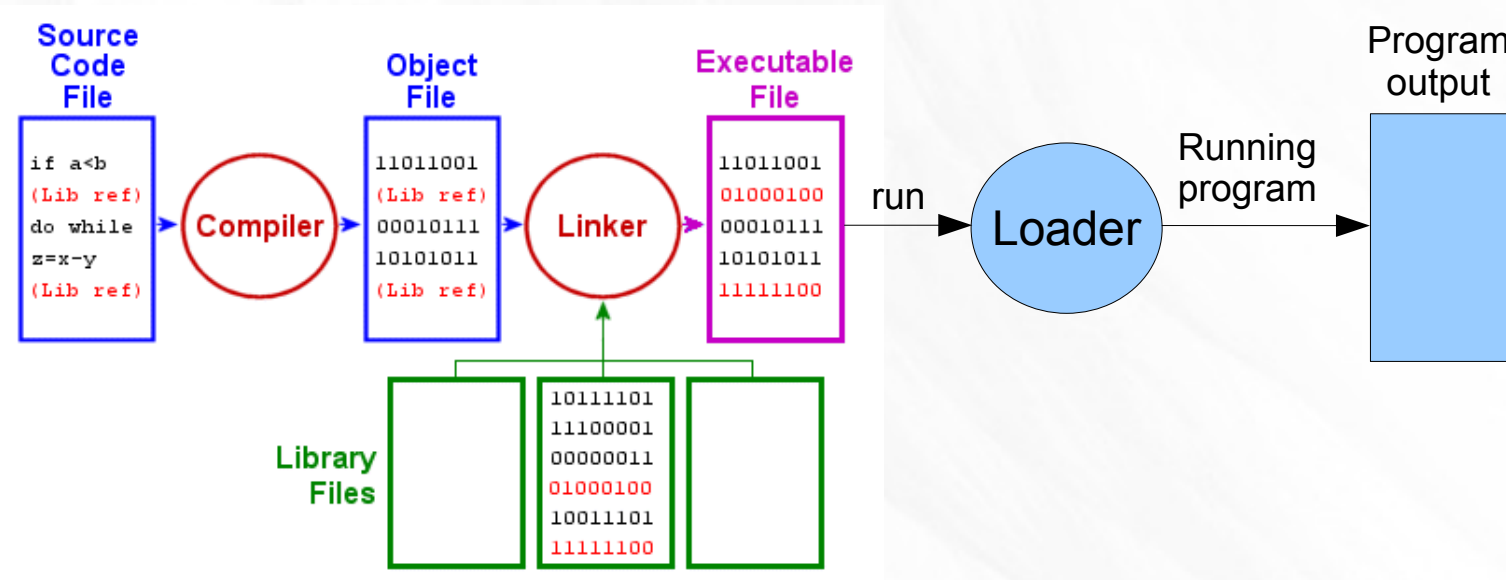 Source
Code
File
if a<b
(Lib ref)
do while
z=x-y
(Lib ref)
Compiler
Object
File
11011001
(Lib ref)
00010111
10101011
(Lib ref)
Linker
Executable
File
11011001
01000100
00010111
10101011
11111100
Library
Files
10111101
11100001
00000011
01000100
10011101
11111100
run
Loader
Running
program
Program
output